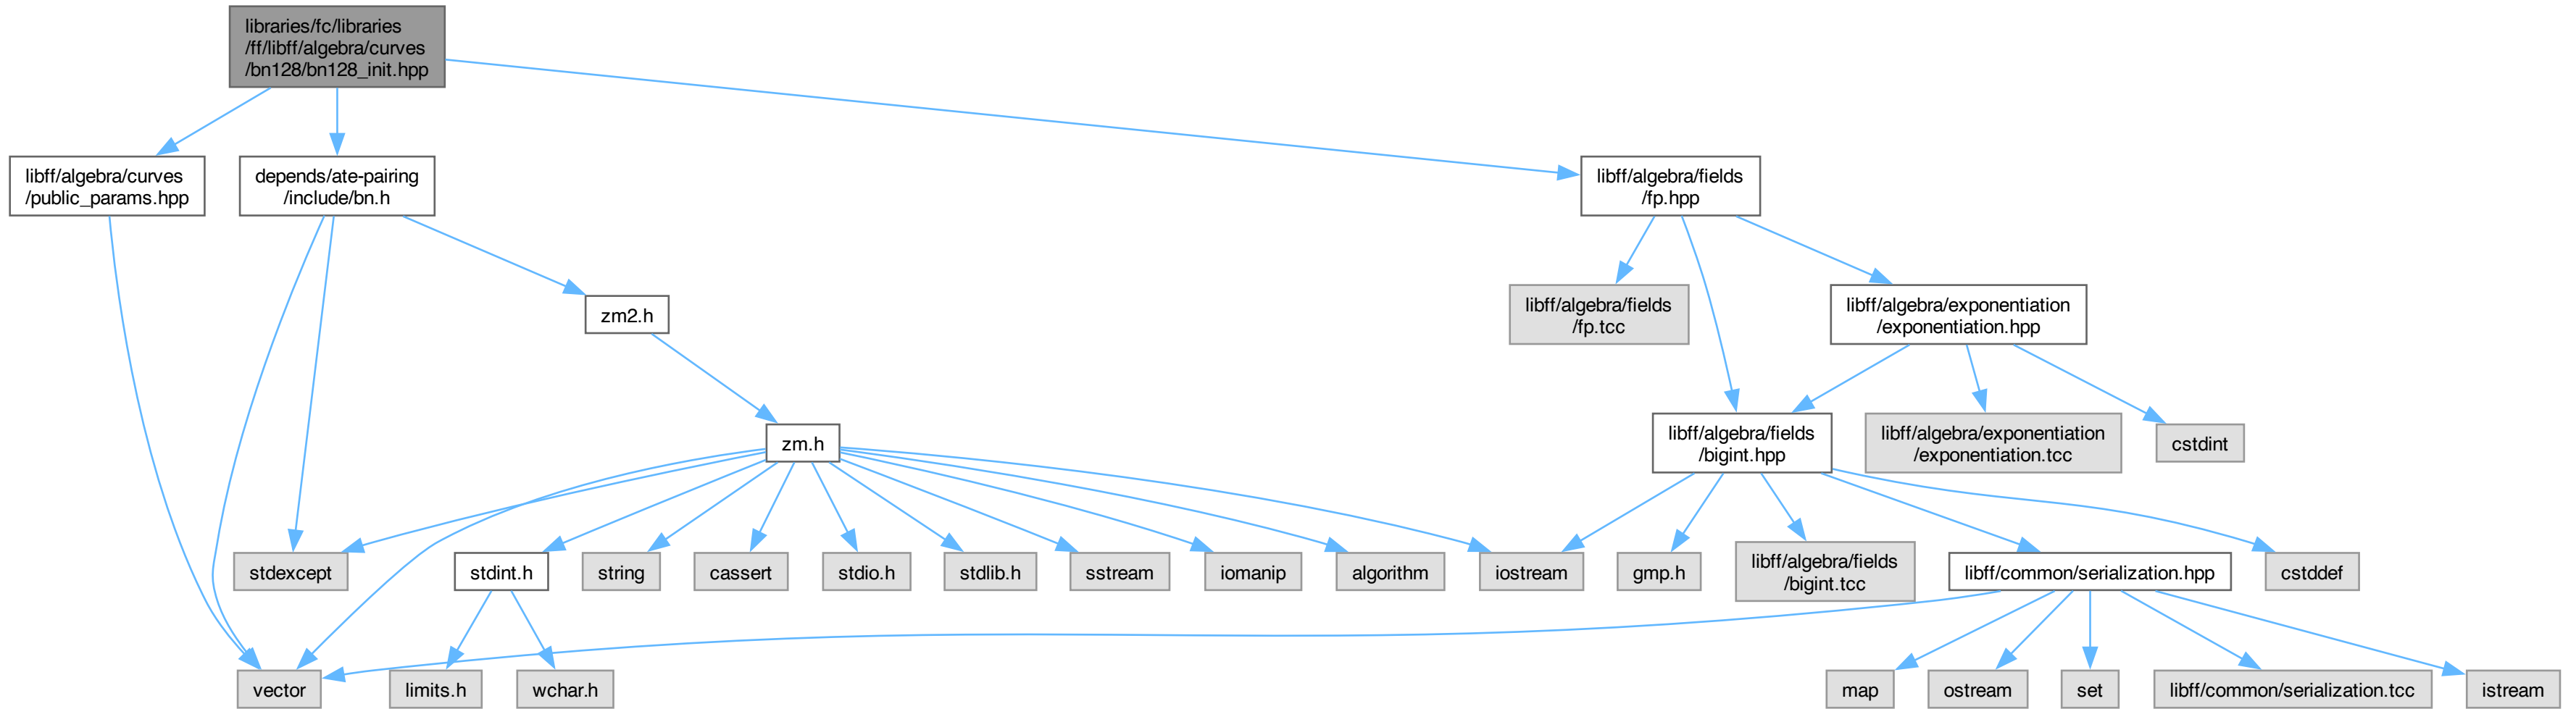 libraries/fc/libraries
/ff/libff/algebra/curves
/bn128/bn128_init.hpp
libff/algebra/curves
/public_params.hpp
depends/ate-pairing
/include/bn.h
libff/algebra/fields
/fp.hpp
zm2.h
libff/algebra/fields
/fp.tcc
libff/algebra/exponentiation
/exponentiation.hpp
zm.h
libff/algebra/fields
/bigint.hpp
libff/algebra/exponentiation
/exponentiation.tcc
cstdint
stdexcept
stdint.h
string
cassert
stdio.h
stdlib.h
sstream
iomanip
algorithm
iostream
gmp.h
libff/algebra/fields
/bigint.tcc
libff/common/serialization.hpp
cstddef
vector
limits.h
wchar.h
map
ostream
set
libff/common/serialization.tcc
istream